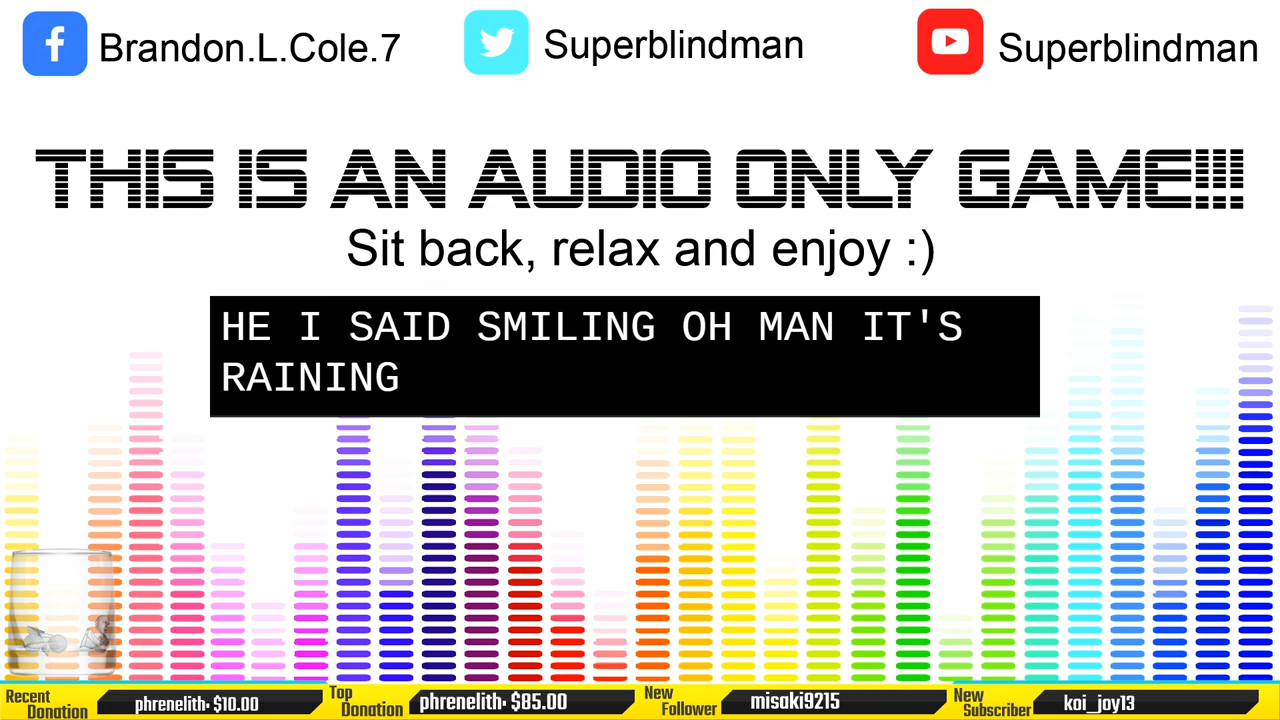 Brandon.L.Cole.7 Superblindman Superblindman
THIS IS AN AUDIO ONLY GAME!!!
Sit back, relax and enjoy :)
HE I SAID SMILING OH MAN IT'S
RAINING
Recent Donation phrenelith: $10.00 Top Donation phrenelith: $85.00 New Follower misaki9215 New Subscriber koi_joy13